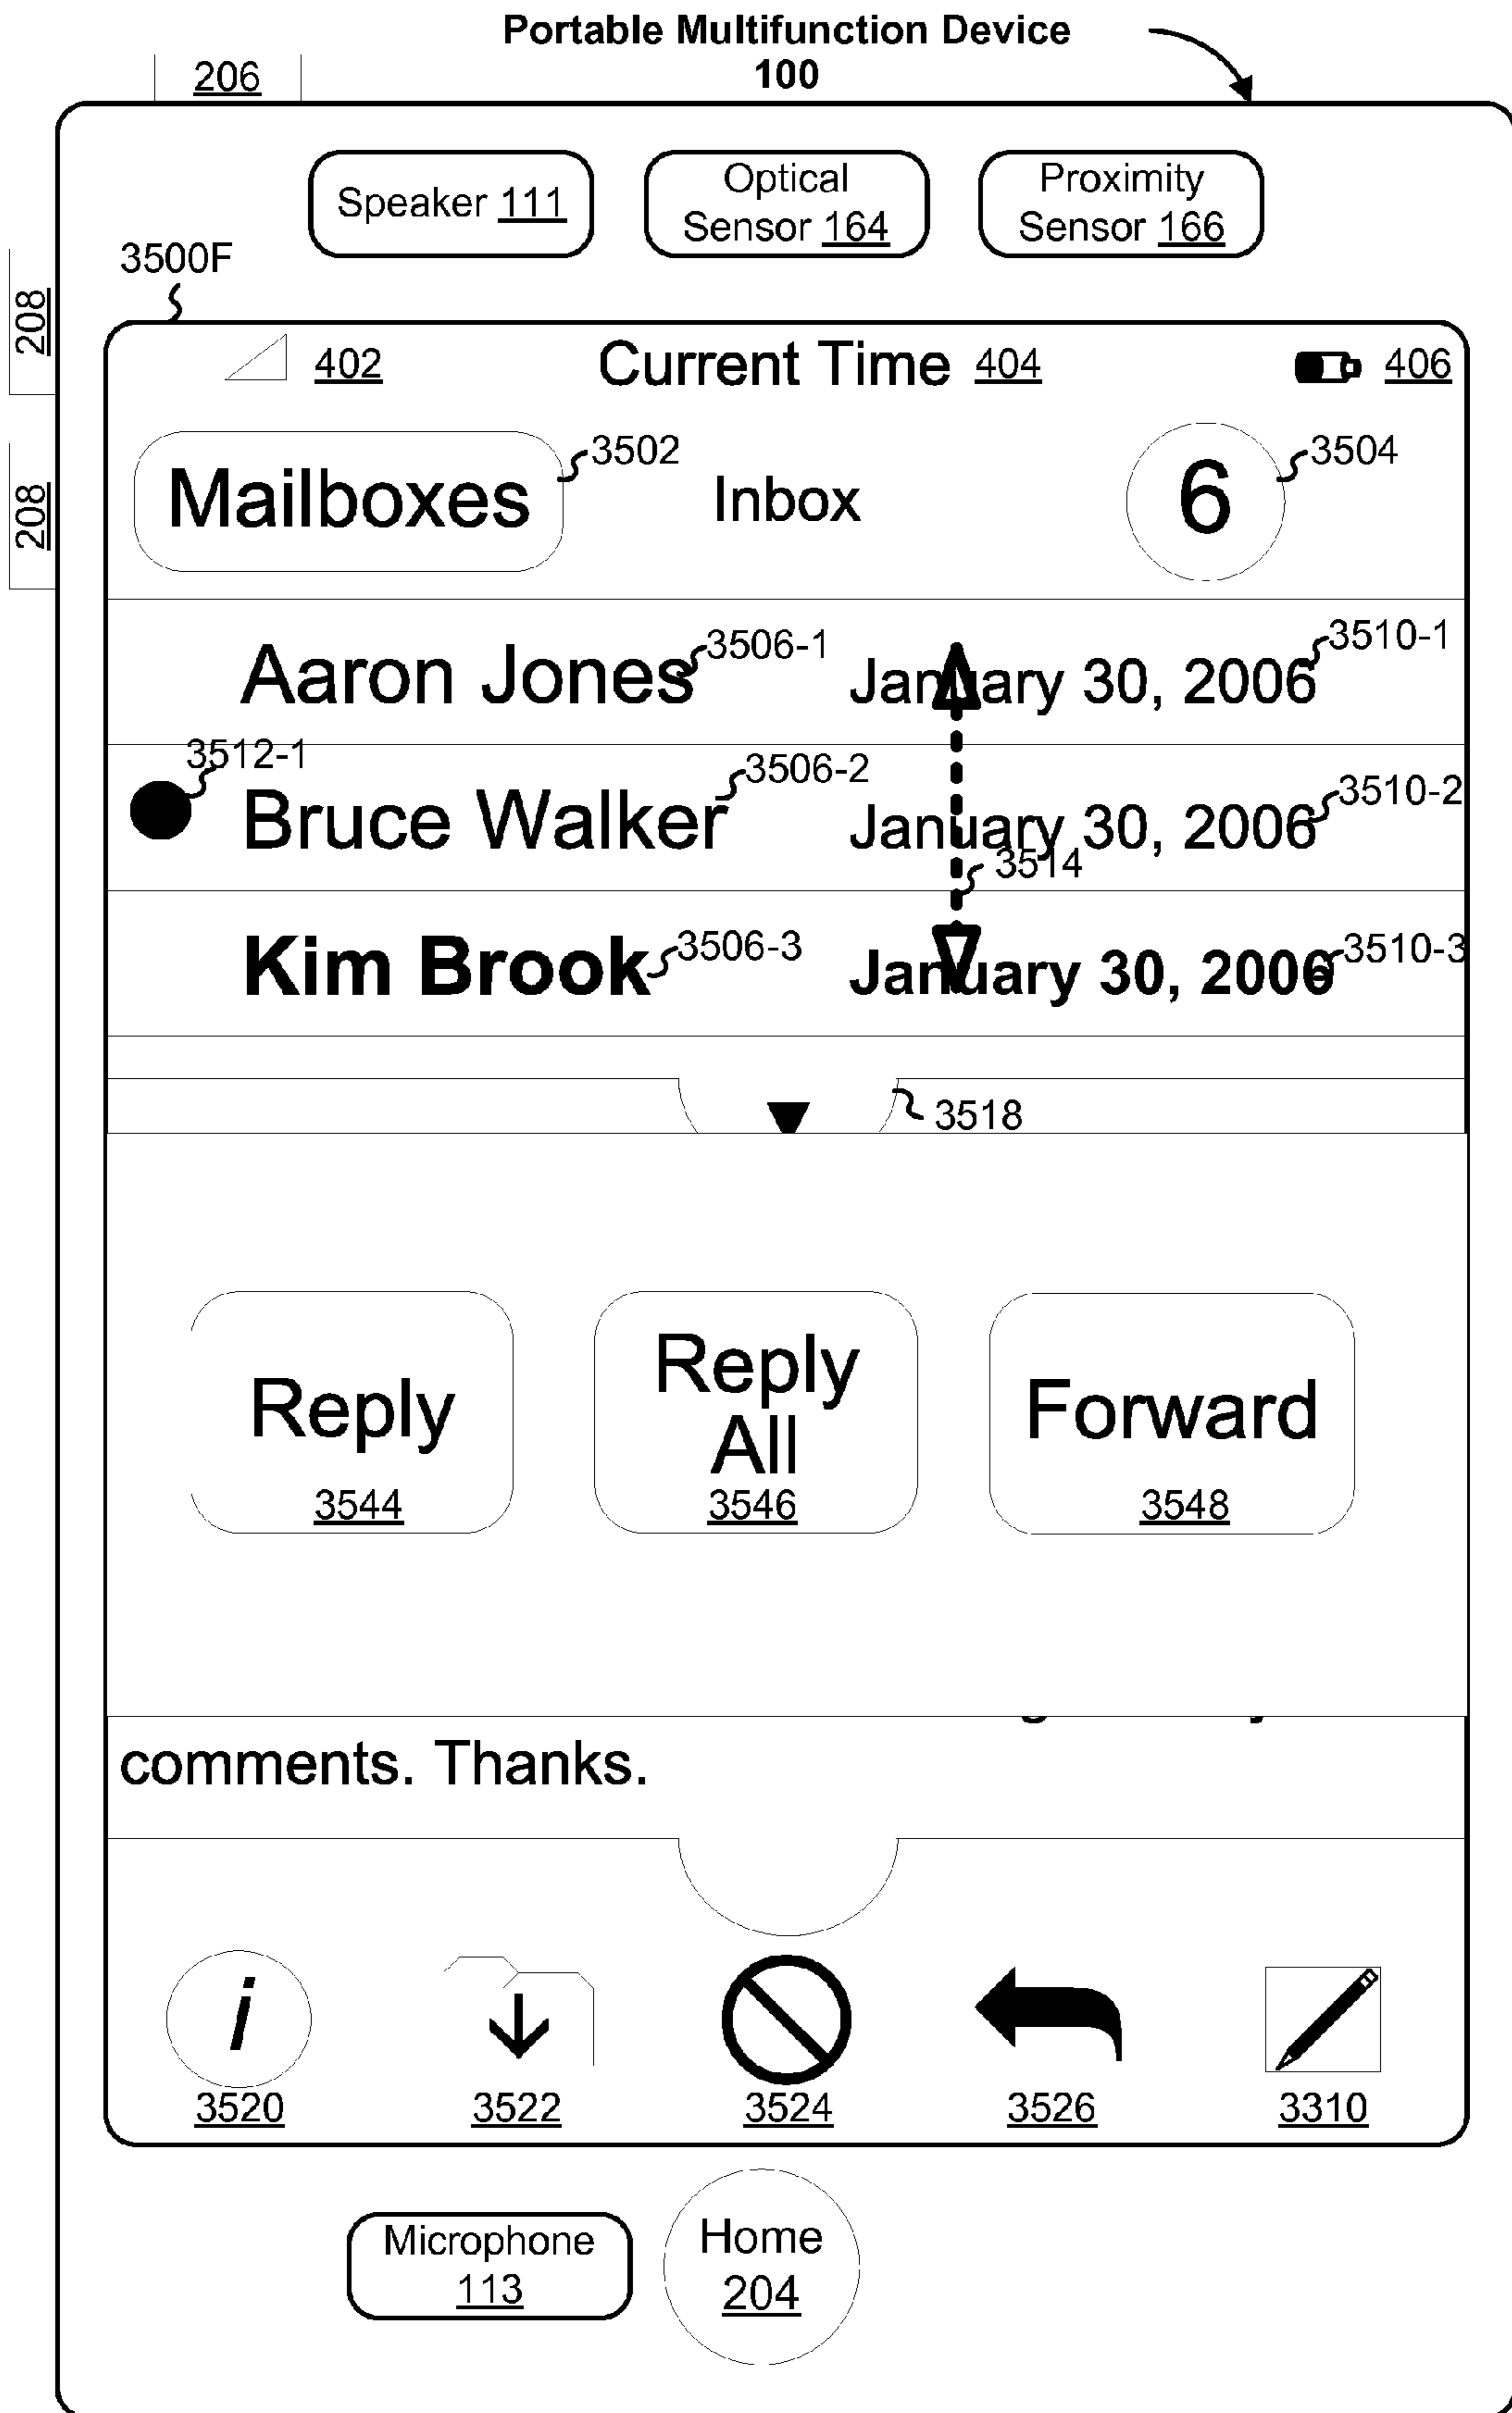 Portable Multifunction Device
100
206
Speaker 111
Optical
Sensor 164
Proximity
Sensor 166
3500F
208
208
402
Current Time 404
406
Mailboxes
3502
Inbox
6
3504
Aaron Jones
3506-1
January 30, 2006
3510-1
3512-1
Bruce Walker
3506-2
January 30, 2006
3510-2
3514
Kim Brook
3506-3
January 30, 2006
3510-3
3518
Reply
3544
Reply
All
3546
Forward
3548
comments. Thanks.
i
3520
3522
3524
3526
3310
Microphone
113
Home
204